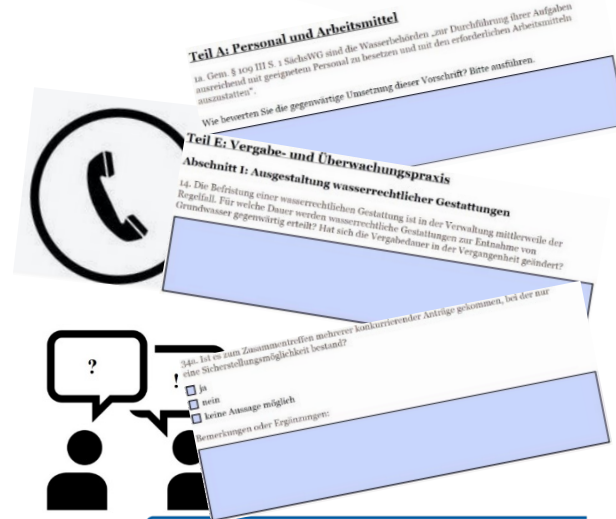 Teil A: Personal und Arbeitsmittel
1a. Gem. § 109 III S. 1 SächsWG sind die Wasserbehörden „zur Durchführung ihrer Aufgaben
ausreichend mit geeignetem Personal zu besetzen und mit den erforderlichen Arbeitsmitteln
auszustatten".
Wie bewerten Sie die gegenwärtige Umsetzung dieser Vorschrift? Bitte ausführen.
Teil E: Vergabe- und Überwachungspraxis
Abschnitt I: Ausgestaltung wasserrechtlicher Gestattungen
14. Die Befristung einer wasserrechtlichen Gestattung ist in der Verwaltung mittlerweile der
Regelfall. Für welche Dauer werden wasserrechtliche Gestattungen zur Entnahme von
Grundwasser gegenwärtig erteilt? Hat sich die Vergabedauer in der Vergangenheit geändert?
34a. Ist es zum Zusammentreffen mehrerer konkurrierender Anträge gekommen, bei der nur
eine Sicherstellungsmöglichkeit bestand?
ja
nein
keine Aussage möglich
Bemerkungen oder Ergänzungen:
?
!